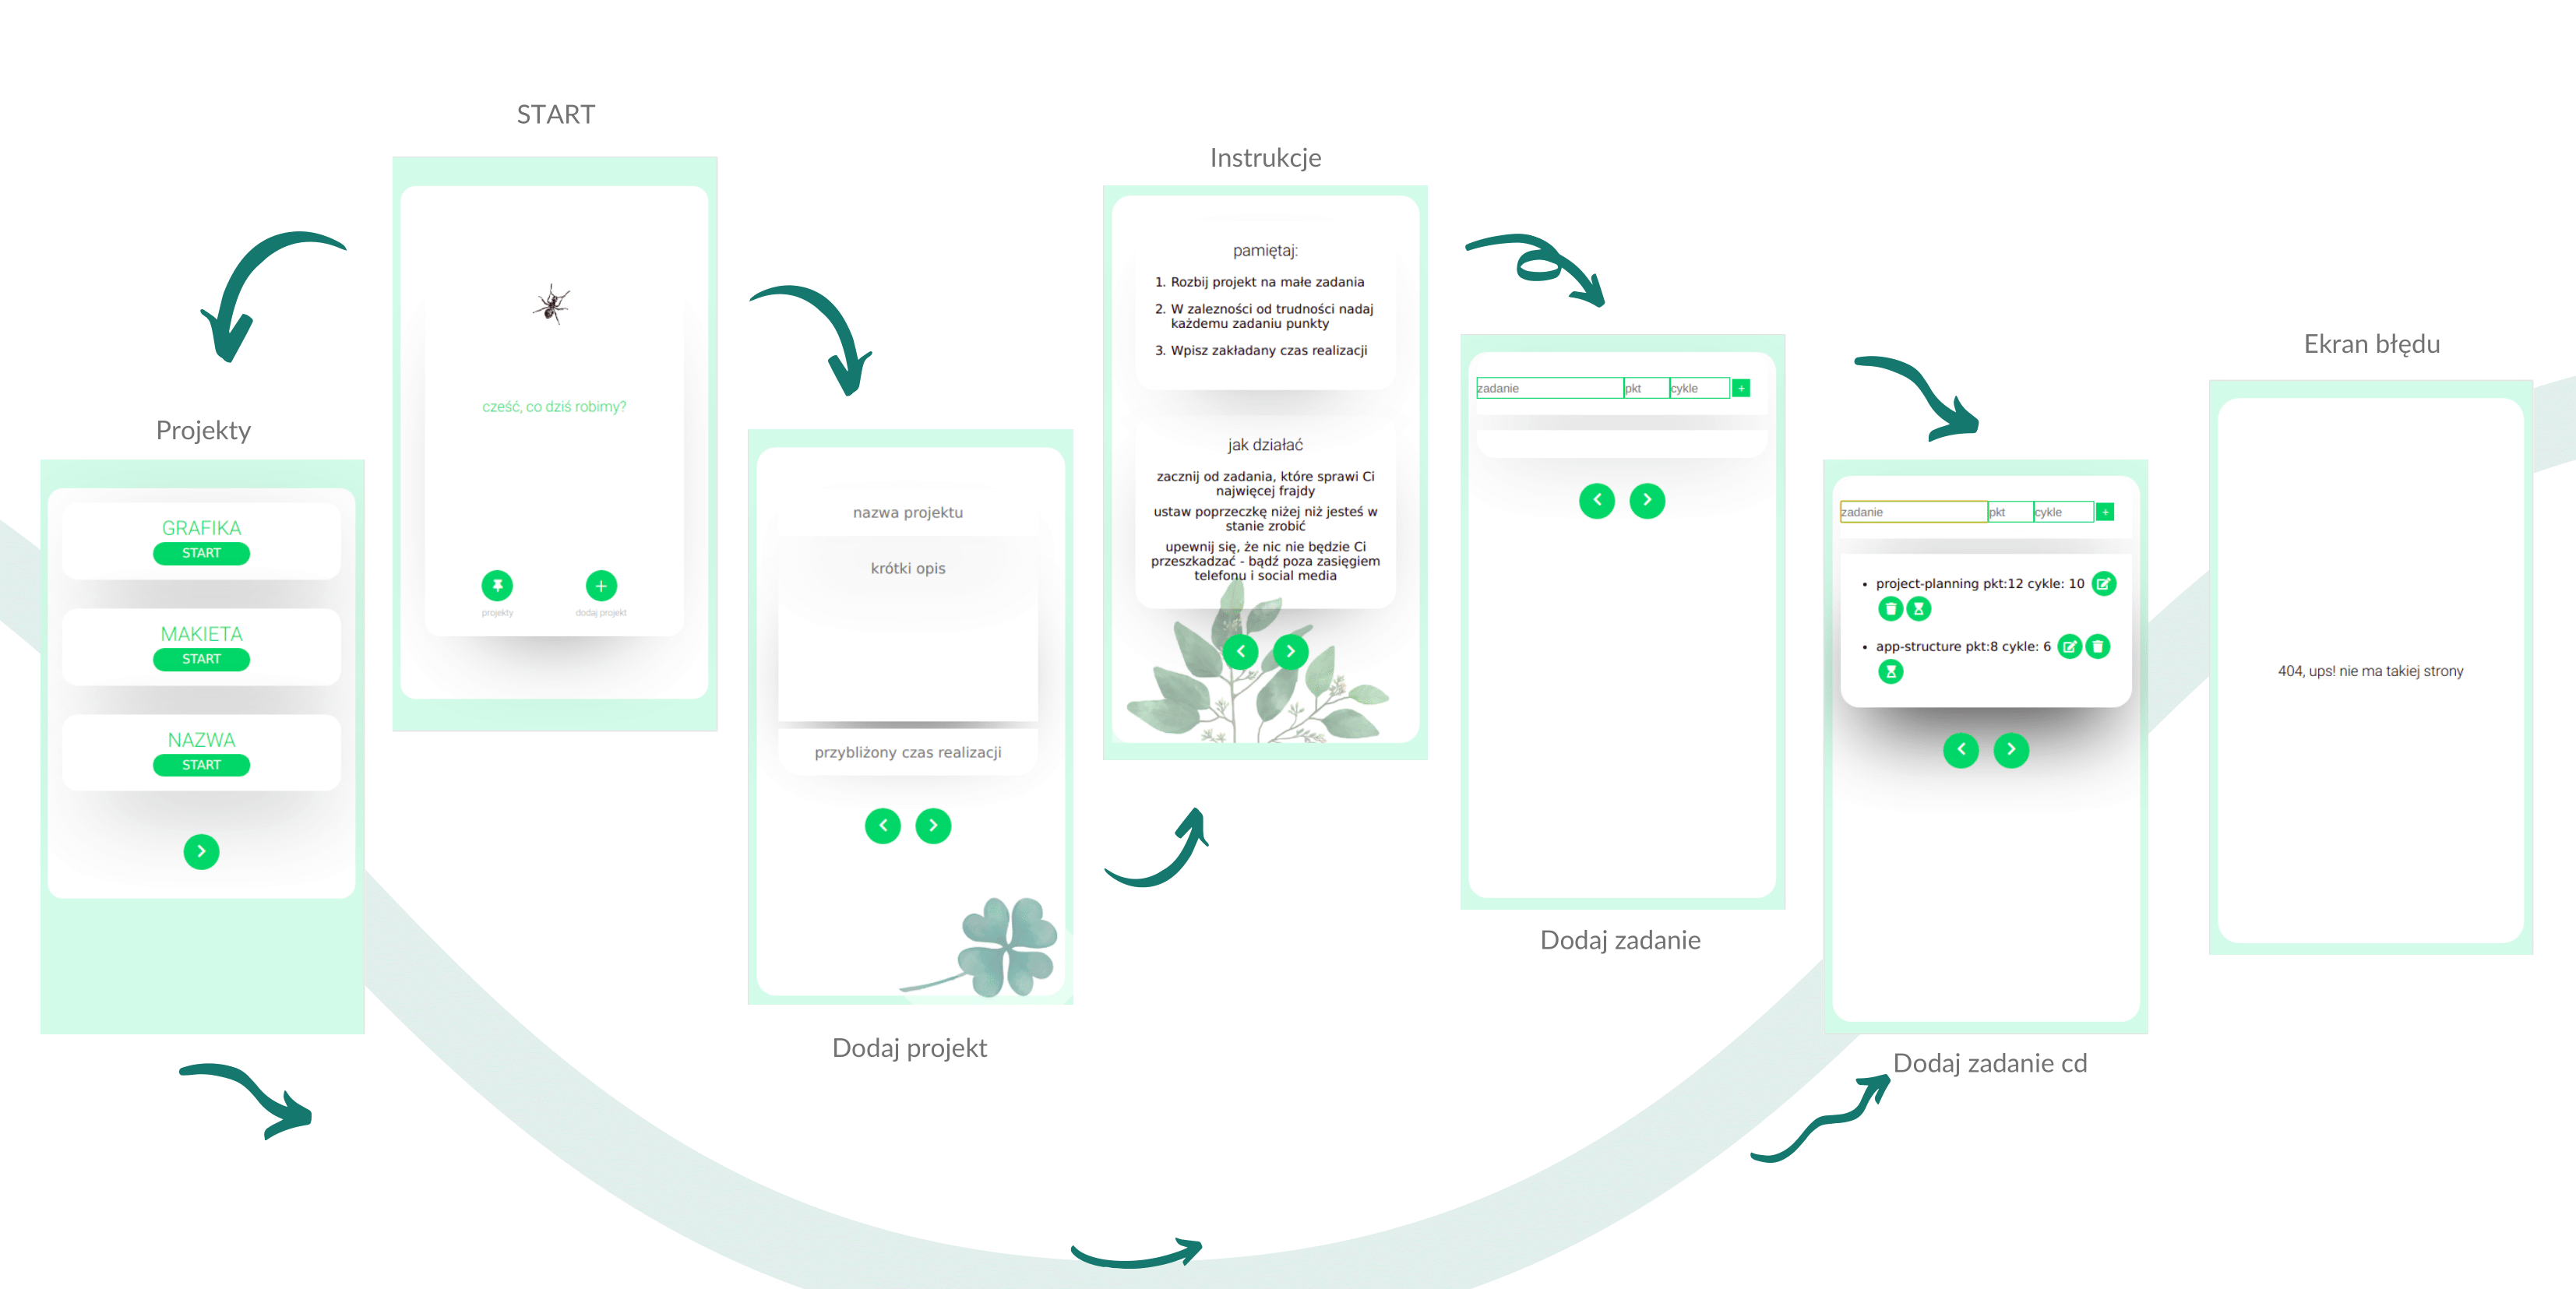 START
cześć, co dziś robimy?
projekty
dodaj projekt
Projekty
GRAFIKA
START
MAKIETA
START
NAZWA
START
nazwa projektu
krótki opis
przybliżony czas realizacji
Dodaj projekt
Instrukcje
pamiętaj:
1. Rozbij projekt na małe zadania
2. W zalezności od trudności nadaj
każdemu zadaniu punkty
3. Wpisz zakładany czas realizacji
jak działać
zacznij od zadania, które sprawi Ci
najwięcej frajdy
ustaw poprzeczkę niżej niż jesteś w
stanie zrobić
upewnij się, że nic nie będzie Ci
przeszkadzać - bądź poza zasięgiem
telefonu i social media
zadanie pkt cykle +
Dodaj zadanie
zadanie pkt cykle +
• project-planning pkt:12 cykle: 10
• app-structure pkt:8 cykle: 6
Dodaj zadanie cd
Ekran błędu
404, ups! nie ma takiej strony